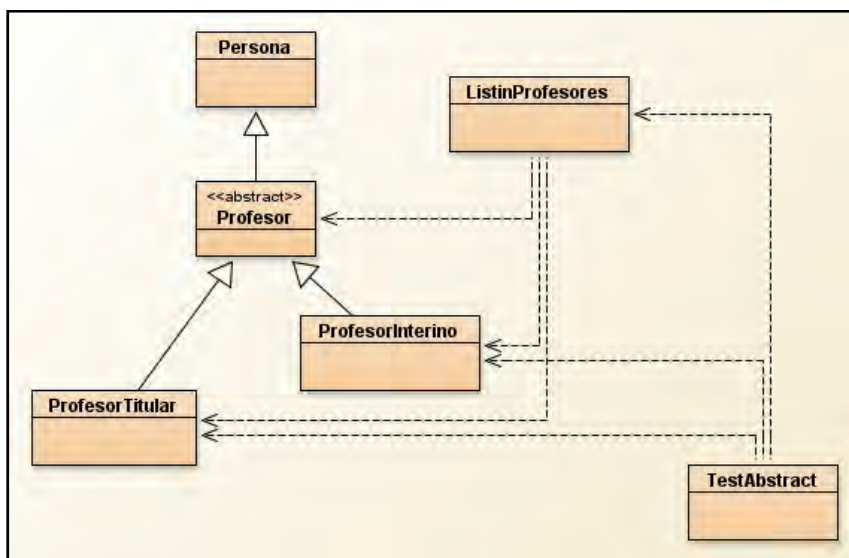 Persona
ListinProfesores
<<abstract>>
Profesor
ProfesorInterino
ProfesorTitular
TestAbstract